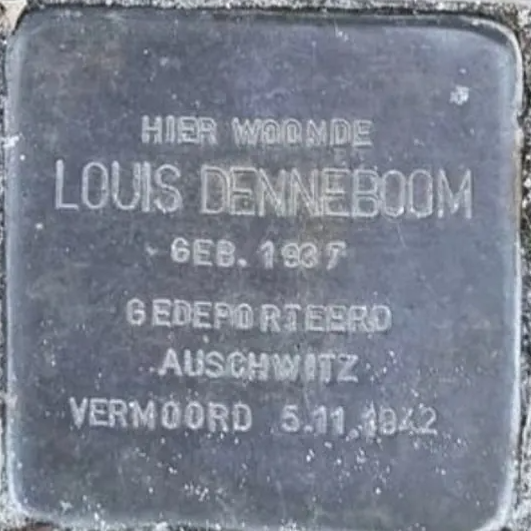 HIER WOONDE
LOUIS DENNEBOOM
GEB. 1937
GEDEPORTEERD
AUSCHWITZ
VERMOORD 5.11.1942